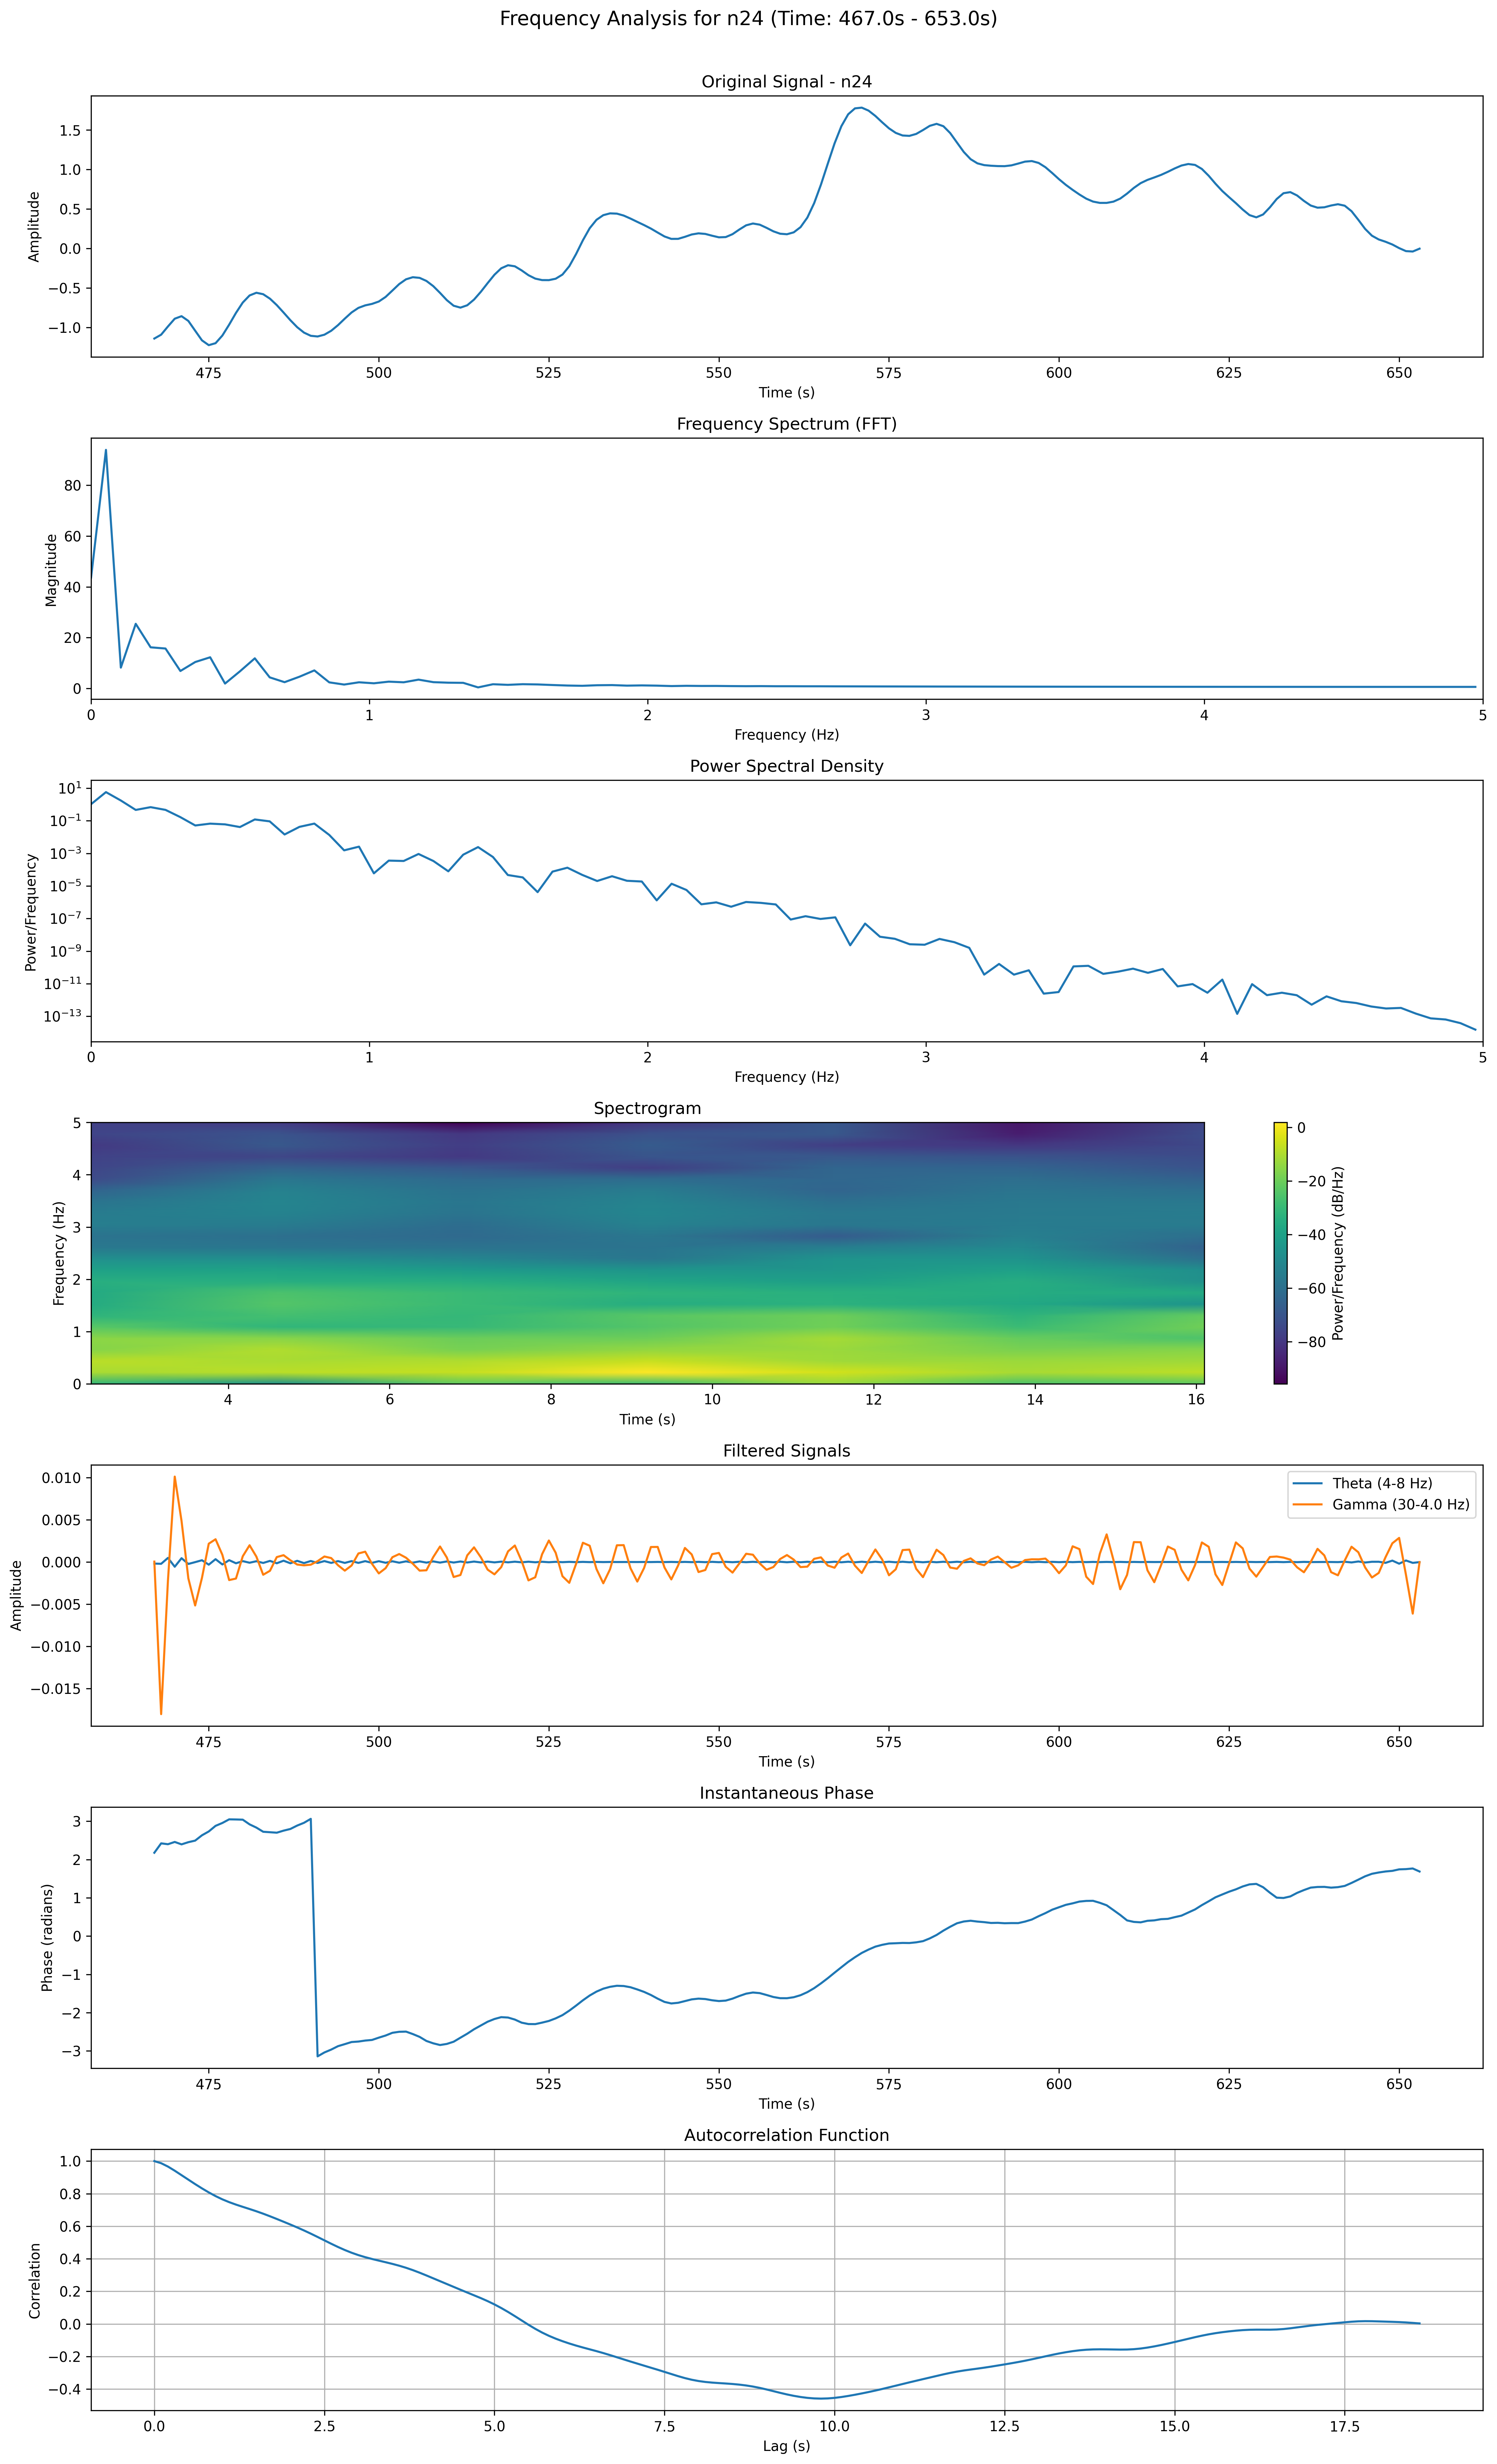 Frequency Analysis for n24 (Time: 467.0s - 653.0s)
Original Signal - n24
Amplitude
1.5
1.0
0.5
0.0
−0.5
−1.0
475 500 525 550 575 600 625 650
Time (s)
Frequency Spectrum (FFT)
Magnitude
80
60
40
20
0
0 1 2 3 4 5
Frequency (Hz)
Power Spectral Density
Power/Frequency
10¹
10⁻¹
10⁻³
10⁻⁵
10⁻⁷
10⁻⁹
10⁻¹¹
10⁻¹³
0 1 2 3 4 5
Frequency (Hz)
Spectrogram
Frequency (Hz)
5
4
3
2
1
0
4 6 8 10 12 14 16
Time (s)
0
−20
−40
−60
−80
Power/Frequency (dB/Hz)
Filtered Signals
Amplitude
0.010
0.005
0.000
−0.005
−0.010
−0.015
Theta (4-8 Hz)
Gamma (30-4.0 Hz)
475 500 525 550 575 600 625 650
Time (s)
Instantaneous Phase
Phase (radians)
3
2
1
0
−1
−2
−3
475 500 525 550 575 600 625 650
Time (s)
Autocorrelation Function
Correlation
1.0
0.8
0.6
0.4
0.2
0.0
−0.2
−0.4
0.0 2.5 5.0 7.5 10.0 12.5 15.0 17.5
Lag (s)